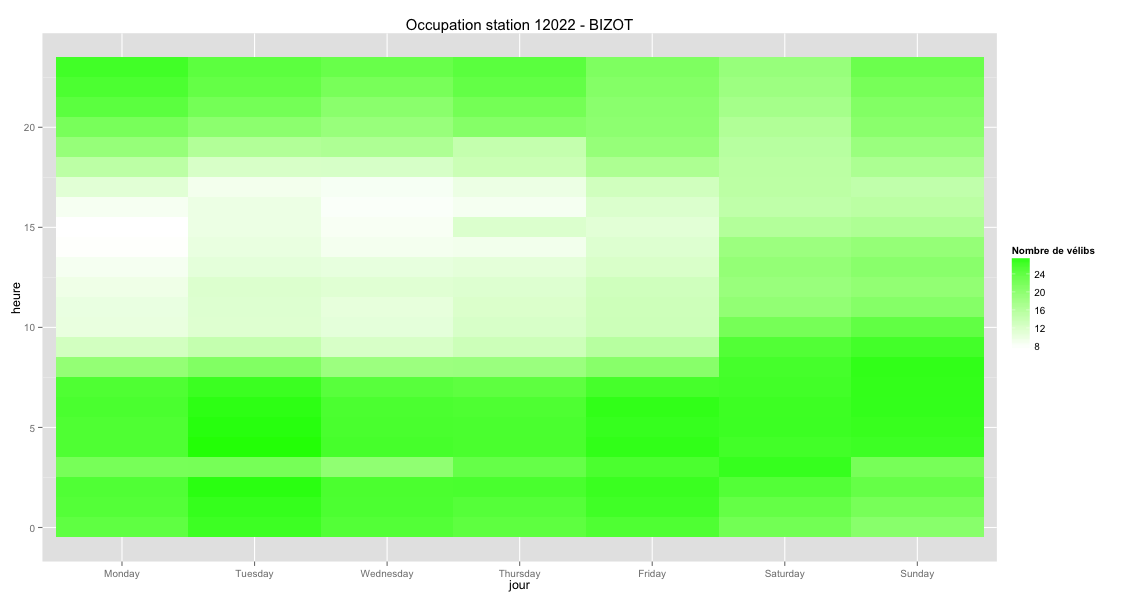 Occupation station 12022 - BIZOT
heure
20
15
10
5
0
Monday Tuesday Wednesday Thursday Friday Saturday Sunday
jour
Nombre de vélibs
24
20
16
12
8